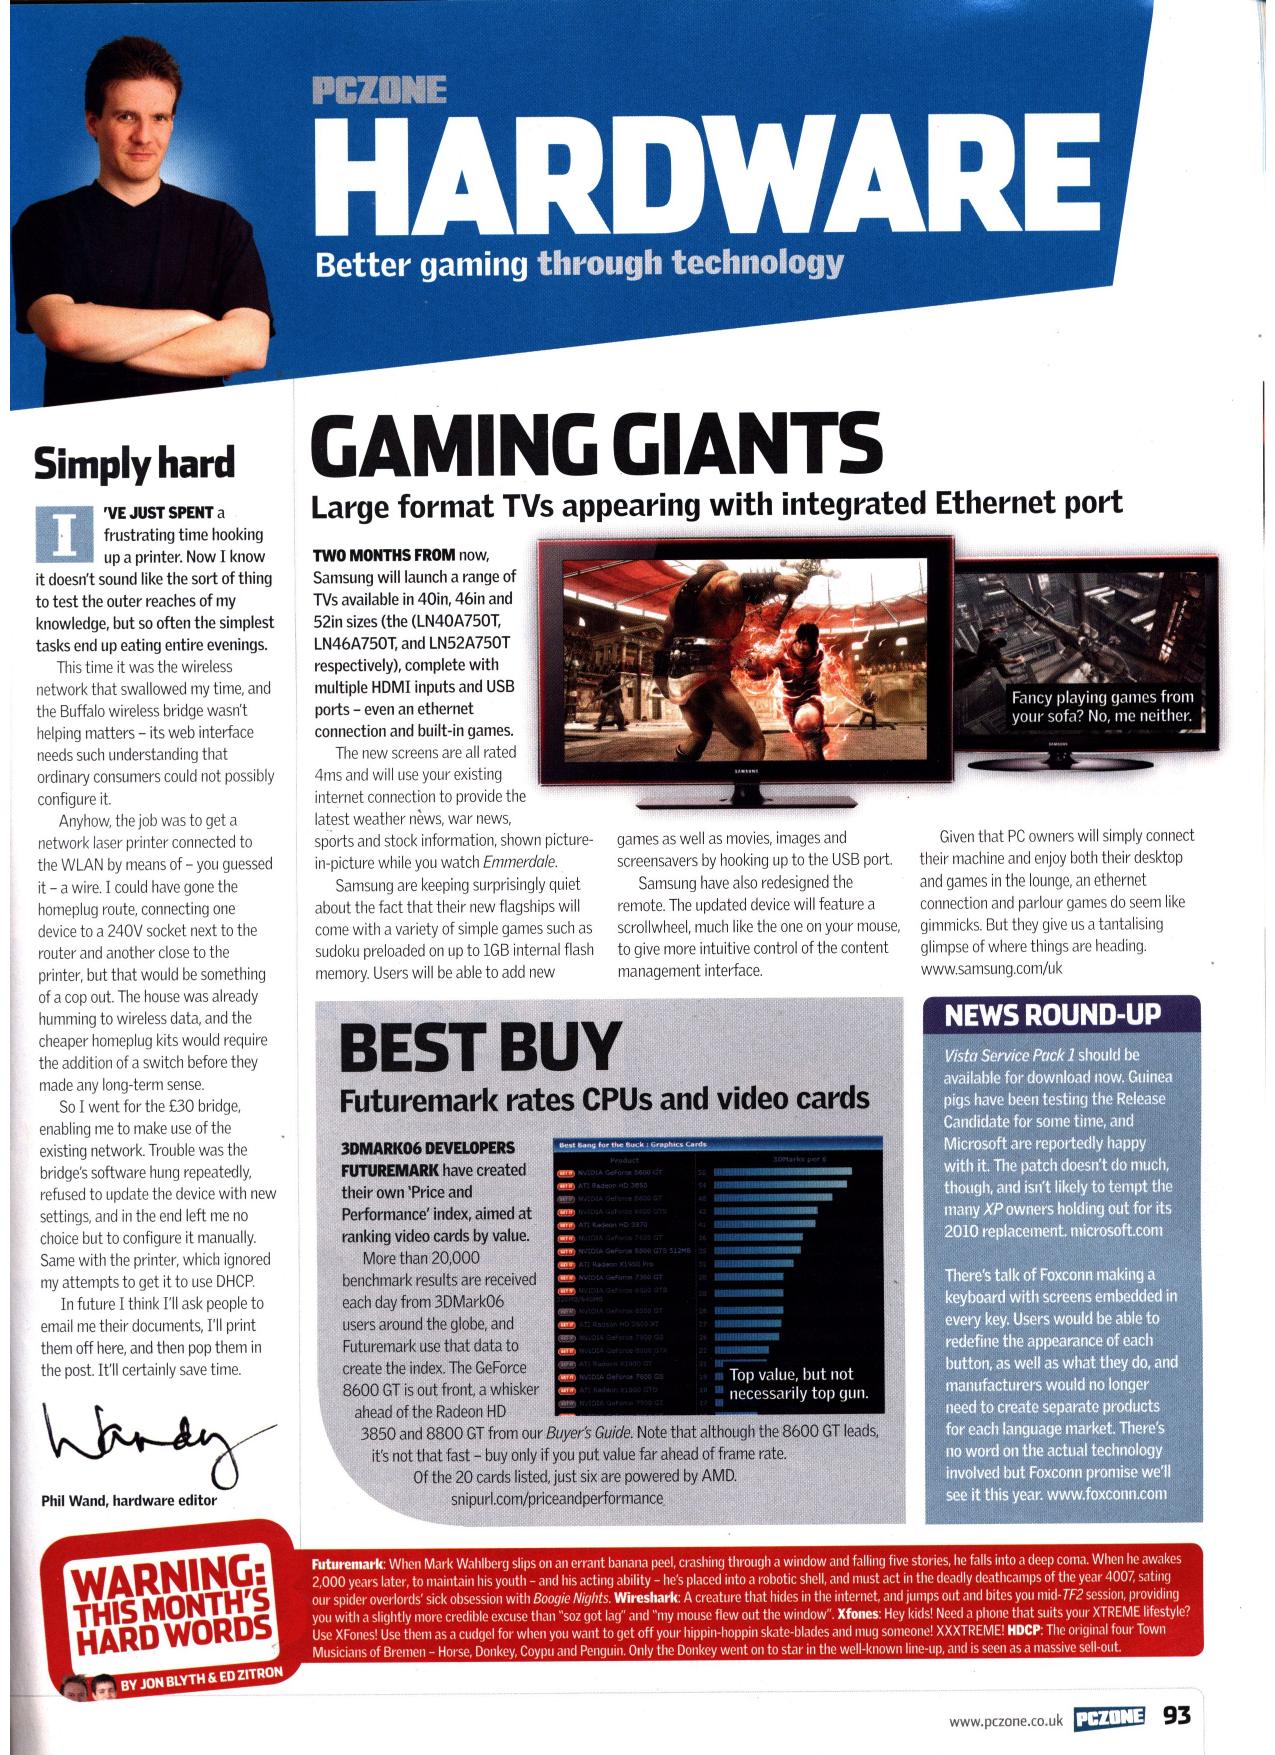 PCZONE
HARDWARE
Better gaming through technology
Simply hard
I'VE JUST SPENT a
frustrating time hooking
up a printer. Now I know
it doesn't sound like the sort of thing
to test the outer reaches of my
knowledge, but so often the simplest
tasks end up eating entire evenings.
This time it was the wireless
network that swallowed my time, and
the Buffalo wireless bridge wasn't
helping matters – its web interface
needs such understanding that
ordinary consumers could not possibly
configure it.
Anyhow, the job was to get a
network laser printer connected to
the WLAN by means of – you guessed
it – a wire. I could have gone the
homeplug route, connecting one
device to a 240V socket next to the
router and another close to the
printer, but that would be something
of a cop out. The house was already
humming to wireless data, and the
cheaper homeplug kits would require
the addition of a switch before they
made any long-term sense.
So I went for the £30 bridge,
enabling me to make use of the
existing network. Trouble was the
bridge's software hung repeatedly,
refused to update the device with new
settings, and in the end left me no
choice but to configure it manually.
Same with the printer, which ignored
my attempts to get it to use DHCP.
In future I think I'll ask people to
email me their documents, I'll print
them off here, and then pop them in
the post. It'll certainly save time.
Wandy
Phil Wand, hardware editor
GAMING GIANTS
Large format TVs appearing with integrated Ethernet port
TWO MONTHS FROM now,
Samsung will launch a range of
TVs available in 40in, 46in and
52in sizes (the (LN40A750T,
LN46A750T, and LN52A750T
respectively), complete with
multiple HDMI inputs and USB
ports – even an ethernet
connection and built-in games.
The new screens are all rated
4ms and will use your existing
internet connection to provide the
latest weather news, war news,
sports and stock information, shown picture-
in-picture while you watch Emmerdale.
Samsung are keeping surprisingly quiet
about the fact that their new flagships will
come with a variety of simple games such as
sudoku preloaded on up to 1GB internal flash
memory. Users will be able to add new
SAMSUNG
SAMSUNG
Fancy playing games from
your sofa? No, me neither.
games as well as movies, images and
screensavers by hooking up to the USB port.
Samsung have also redesigned the
remote. The updated device will feature a
scrollwheel, much like the one on your mouse,
to give more intuitive control of the content
management interface.
Given that PC owners will simply connect
their machine and enjoy both their desktop
and games in the lounge, an ethernet
connection and parlour games do seem like
gimmicks. But they give us a tantalising
glimpse of where things are heading.
www.samsung.com/uk
BEST BUY
Futuremark rates CPUs and video cards
3DMARK06 DEVELOPERS
FUTUREMARK have created
their own 'Price and
Performance' index, aimed at
ranking video cards by value.
More than 20,000
benchmark results are received
each day from 3DMark06
users around the globe, and
Futuremark use that data to
create the index. The GeForce
8600 GT is out front, a whisker
ahead of the Radeon HD
3850 and 8800 GT from our Buyer's Guide. Note that although the 8600 GT leads,
it's not that fast – buy only if you put value far ahead of frame rate.
Of the 20 cards listed, just six are powered by AMD.
snipurl.com/priceandperformance
Best Bang for the Buck : Graphics Cards
Product 3DMarks per $
NVIDIA GeForce 8600 GT
ATI Radeon HD 3850
NVIDIA GeForce 8800 GT
ATI Radeon HD 3870
NVIDIA GeForce 8800 GTS 512MB
ATI Radeon X1950 Pro
NVIDIA GeForce 7300 GT
Top value, but not
necessarily top gun.
NEWS ROUND-UP
Vista Service Pack 1 should be
available for download now. Guinea
pigs have been testing the Release
Candidate for some time, and
Microsoft are reportedly happy
with it. The patch doesn't do much,
though, and isn't likely to tempt the
many XP owners holding out for its
2010 replacement. microsoft.com
There's talk of Foxconn making a
keyboard with screens embedded in
every key. Users would be able to
redefine the appearance of each
button, as well as what they do, and
manufacturers would no longer
need to create separate products
for each language market. There's
no word on the actual technology
involved but Foxconn promise we'll
see it this year. www.foxconn.com
WARNING:
THIS MONTH'S
HARD WORDS
BY JON BLYTH & ED ZITRON
Futuremark: When Mark Wahlberg slips on an errant banana peel, crashing through a window and falling five stories, he falls into a deep coma. When he awakes
2,000 years later, to maintain his youth – and his acting ability – he's placed into a robotic shell, and must act in the deadly deathcamps of the year 4007, sating
our spider overlords' sick obsession with Boogie Nights. Wireshark: A creature that hides in the internet, and jumps out and bites you mid-TF2 session, providing
you with a slightly more credible excuse than "soz got lag" and "my mouse flew out the window". Xfones: Hey kids! Need a phone that suits your XTREME lifestyle?
Use XFones! Use them as a cudgel for when you want to get off your hippin-hoppin skate-blades and mug someone! XXXTREME! HDCP: The original four Town
Musicians of Bremen – Horse, Donkey, Coypu and Penguin. Only the Donkey went on to star in the well-known line-up, and is seen as a massive sell-out.
www.pczone.co.uk PCZONE 93